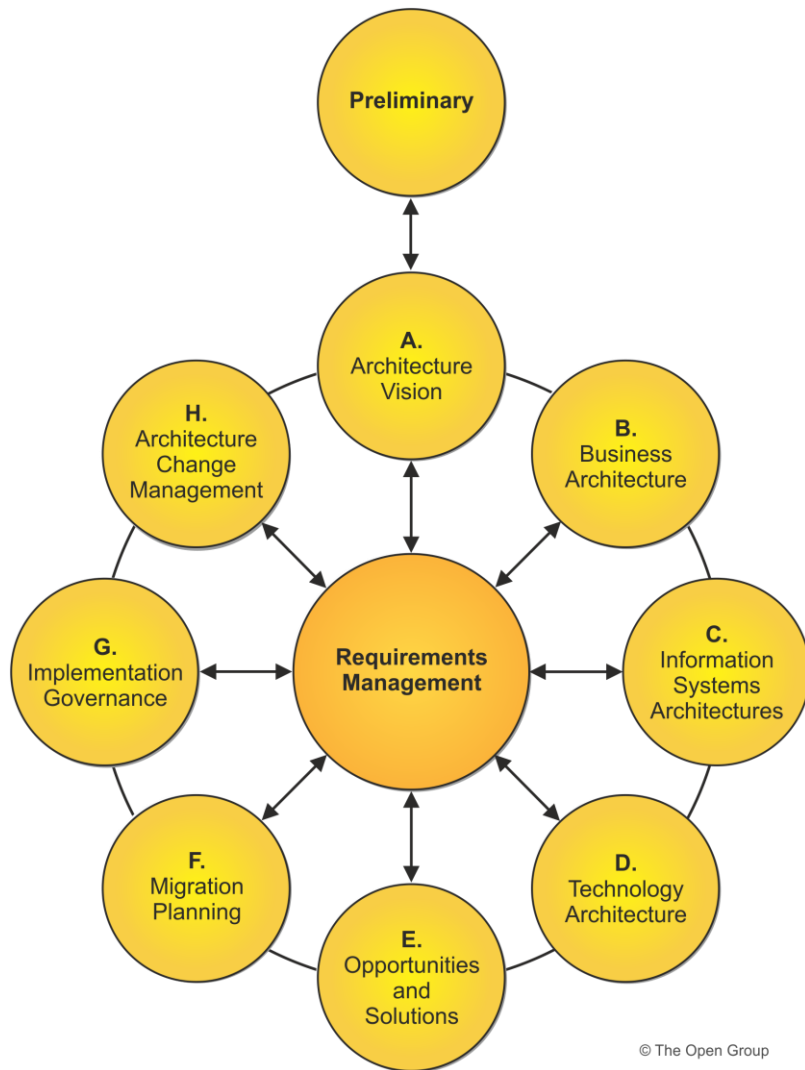 Preliminary
A.
Architecture
Vision
B.
Business
Architecture
C.
Information
Systems
Architectures
D.
Technology
Architecture
E.
Opportunities
and
Solutions
F.
Migration
Planning
G.
Implementation
Governance
H.
Architecture
Change
Management
Requirements
Management
© The Open Group